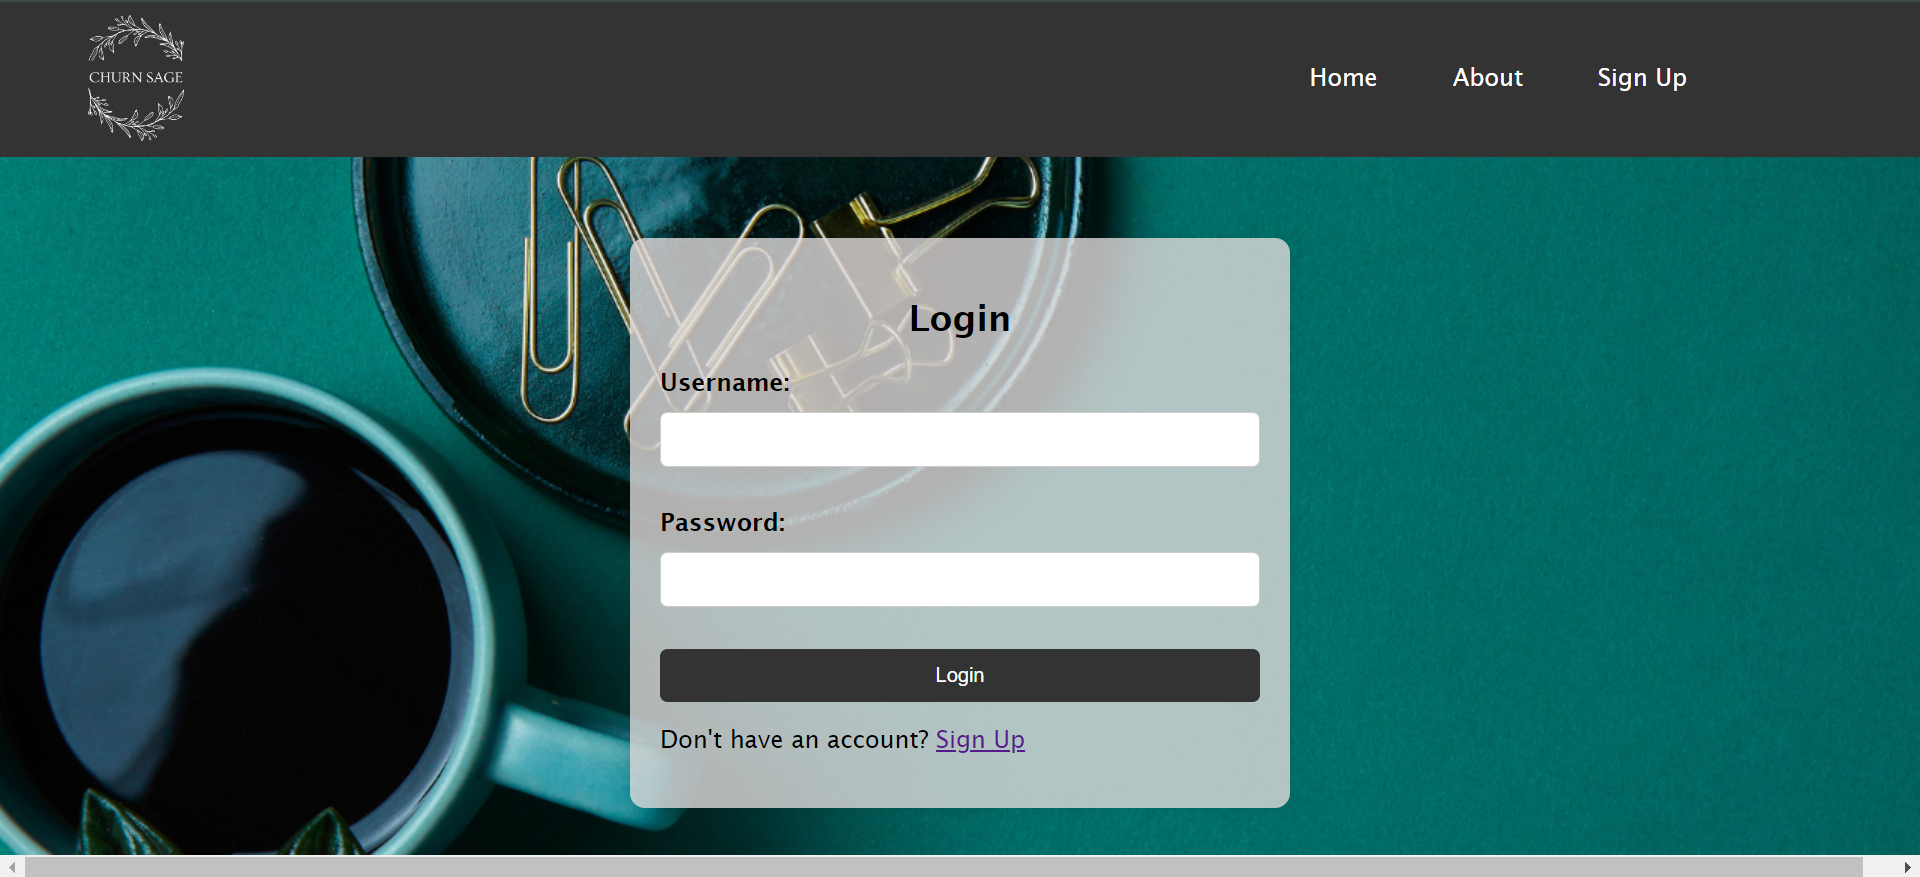 CHURN SAGE
Home About Sign Up
Login
Username:
Password:
Login
Don't have an account? Sign Up